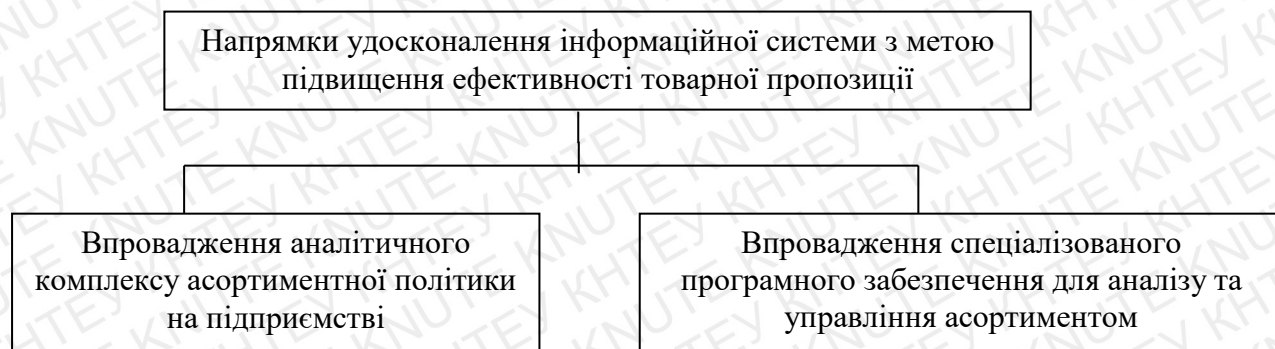 Напрямки удосконалення інформаційної системи з метою
підвищення ефективності товарної пропозиції
Впровадження аналітичного
комплексу асортиментної політики
на підприємстві
Впровадження спеціалізованого
програмного забезпечення для аналізу та
управління асортиментом